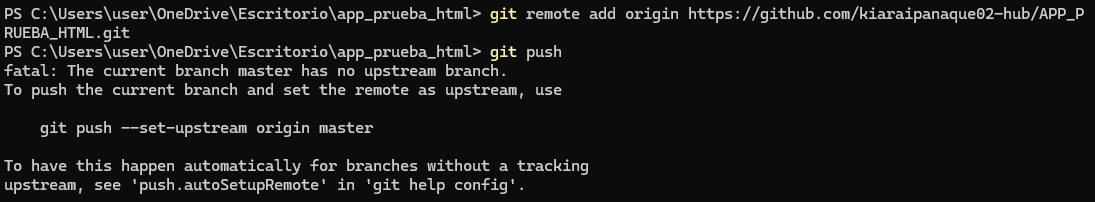 PS C:\Users\user\OneDrive\Escritorio\app_prueba_html> git remote add origin https://github.com/kiaraipanaque02-hub/APP_P
RUEBA_HTML.git
PS C:\Users\user\OneDrive\Escritorio\app_prueba_html> git push
fatal: The current branch master has no upstream branch.
To push the current branch and set the remote as upstream, use
    git push --set-upstream origin master
To have this happen automatically for branches without a tracking
upstream, see 'push.autoSetupRemote' in 'git help config'.